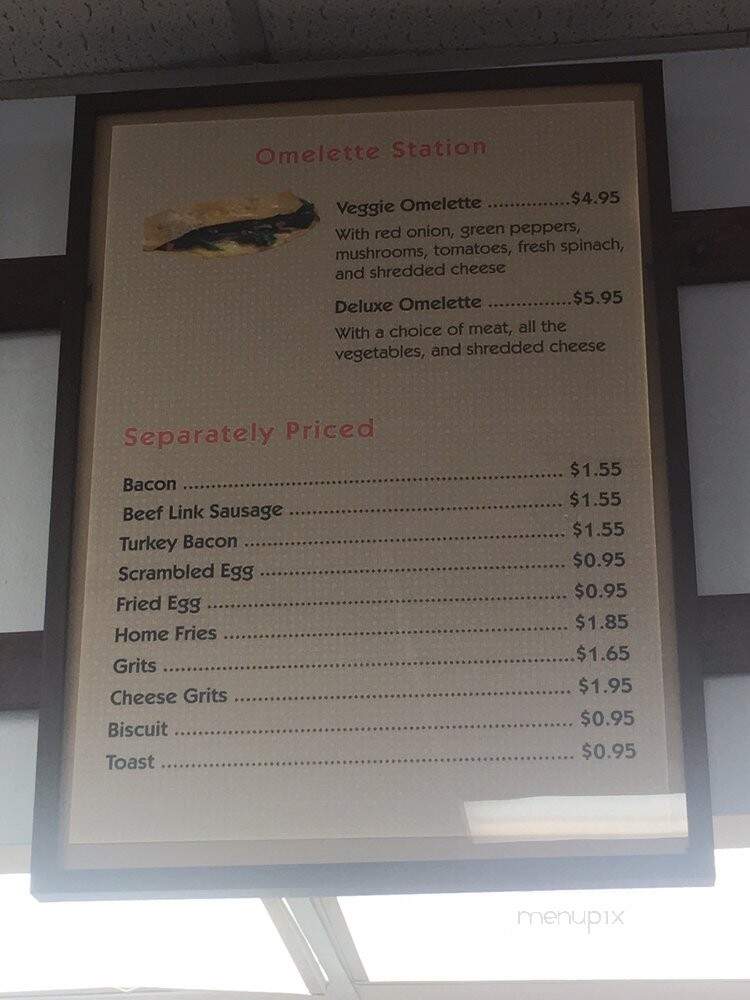 Omelette Station
Veggie Omelette ...............$4.95
With red onion, green peppers,
mushrooms, tomatoes, fresh spinach,
and shredded cheese
Deluxe Omelette ...............$5.95
With a choice of meat, all the
vegetables, and shredded cheese
Separately Priced
Bacon ........................ $1.55
Beef Link Sausage ........................ $1.55
Turkey Bacon ........................ $1.55
Scrambled Egg ........................ $0.95
Fried Egg ........................ $0.95
Home Fries ........................ $1.85
Grits ........................$1.65
Cheese Grits ........................ $1.95
Biscuit ........................ $0.95
Toast ........................ $0.95
menupix